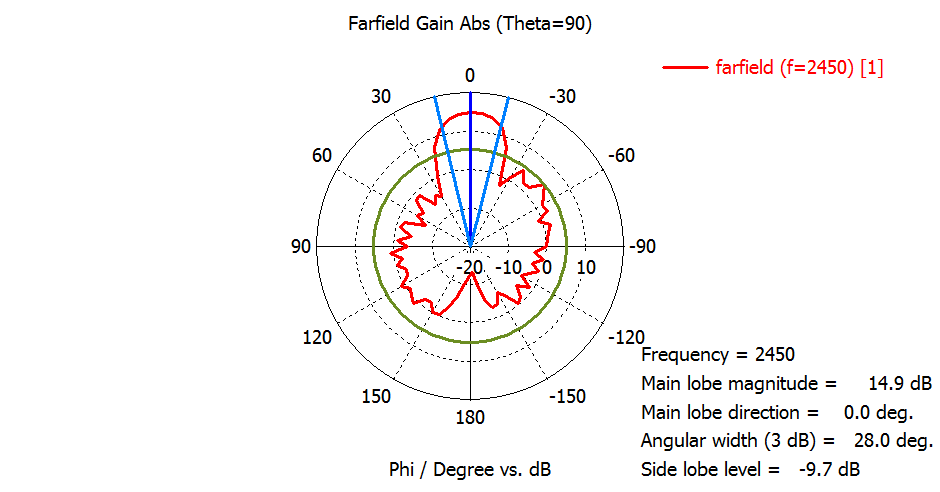 Farfield Gain Abs (Theta=90)
farfield (f=2450) [1]
0
30
-30
60
-60
90
-90
-20
-10
0
10
120
-120
150
-150
180
Frequency = 2450
Main lobe magnitude = 14.9 dB
Main lobe direction = 0.0 deg.
Angular width (3 dB) = 28.0 deg.
Side lobe level = -9.7 dB
Phi / Degree vs. dB